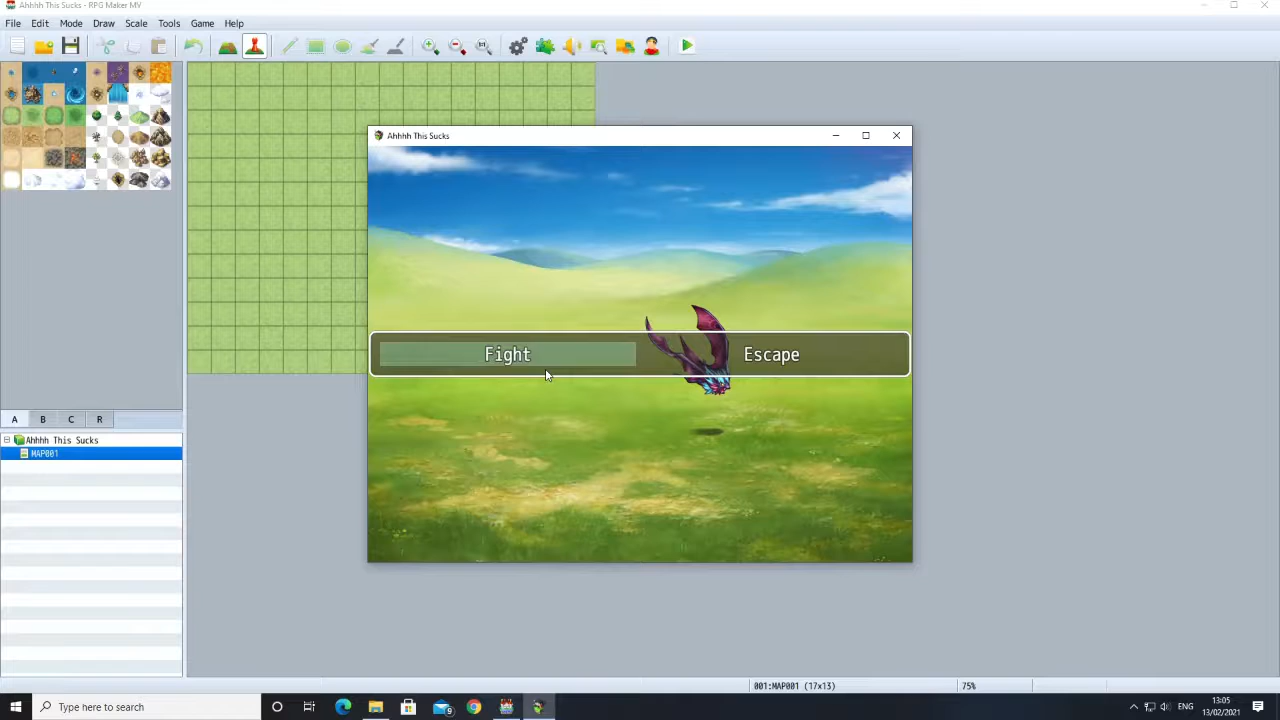 Ahhhh This Sucks - RPG Maker MV
File Edit Mode Draw Scale Tools Game Help
Ahhhh This Sucks
Fight Escape
A B C R
Ahhhh This Sucks
MAP001
001:MAP001 (17x13) 75%
Type here to search
9
ENG
13:05
13/02/2021